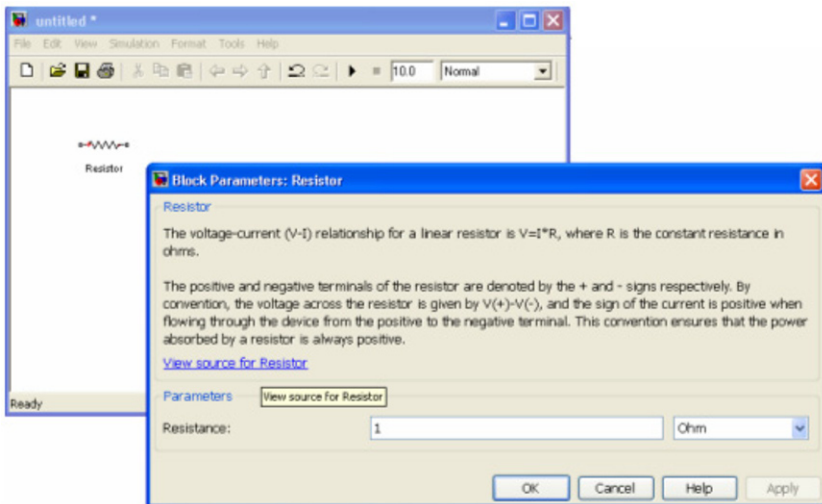 untitled *
File Edit View Simulation Format Tools Help
10.0 Normal
Resistor
Ready
Block Parameters: Resistor
Resistor
The voltage-current (V-I) relationship for a linear resistor is V=I*R, where R is the constant resistance in
ohms.
The positive and negative terminals of the resistor are denoted by the + and - signs respectively. By
convention, the voltage across the resistor is given by V(+)-V(-), and the sign of the current is positive when
flowing through the device from the positive to the negative terminal. This convention ensures that the power
absorbed by a resistor is always positive.
View source for Resistor
Parameters
View source for Resistor
Resistance: 1 Ohm
OK Cancel Help Apply